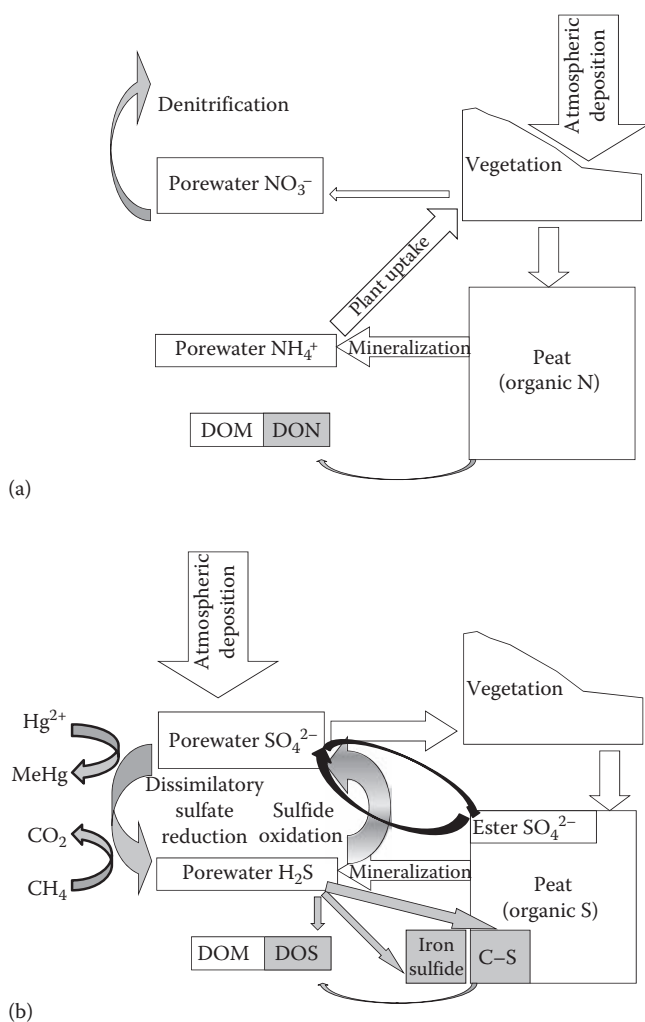 Atmospheric
deposition
Denitrification
Vegetation
Porewater NO₃⁻
Plant uptake
Porewater NH₄⁺
Mineralization
Peat
(organic N)
DOM
DON
(a)
Atmospheric
deposition
Vegetation
Hg²⁺
Porewater SO₄²⁻
MeHg
Dissimilatory
sulfate
reduction
Sulfide
oxidation
Ester SO₄²⁻
CO₂
Porewater H₂S
Mineralization
CH₄
Peat
(organic S)
DOM
DOS
Iron
sulfide
C–S
(b)